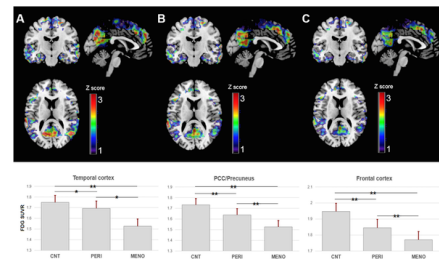 A
B
C
Z score
3
1
Z score
3
1
Z score
3
1
Temporal cortex
PCC/Precuneus
Frontal cortex
FDG SUVR
**
*
*
**
**
**
**
**
**
CNT PERI MENO
CNT PERI MENO
CNT PERI MENO